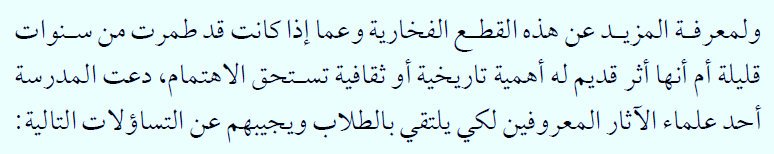 ولمعرفة المزيد عن هذه القطع الفخارية وعما إذا كانت قد طمرت من سنوات
قليلة أم أنها أثر قديم له أهمية تاريخية أو ثقافية تستحق الاهتمام، دعت المدرسة
أحد علماء الآثار المعروفين لكي يلتقي بالطلاب ويجيبهم عن التساؤلات التالية: